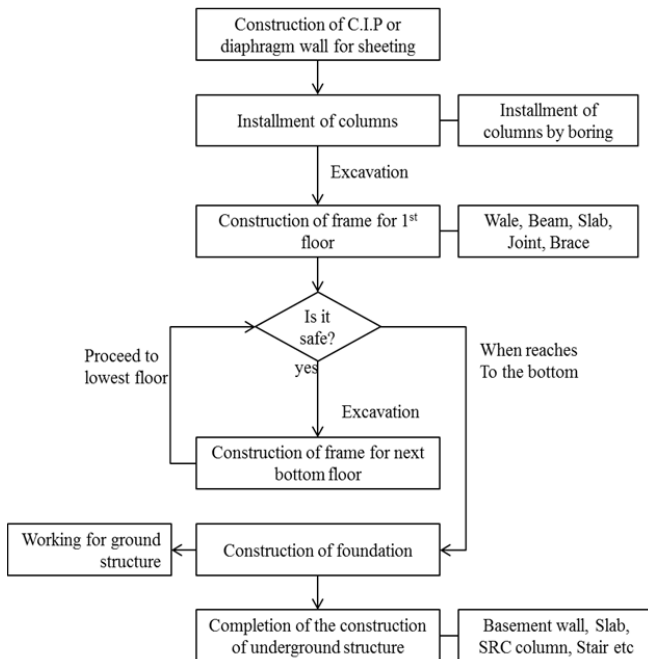 Construction of C.I.P or
diaphragm wall for sheeting
Installment of columns
Installment of
columns by boring
Excavation
Construction of frame for 1st
floor
Wale, Beam, Slab,
Joint, Brace
Is it
safe?
yes
Proceed to
lowest floor
When reaches
To the bottom
Excavation
Construction of frame for next
bottom floor
Working for ground
structure
Construction of foundation
Completion of the construction
of underground structure
Basement wall, Slab,
SRC column, Stair etc